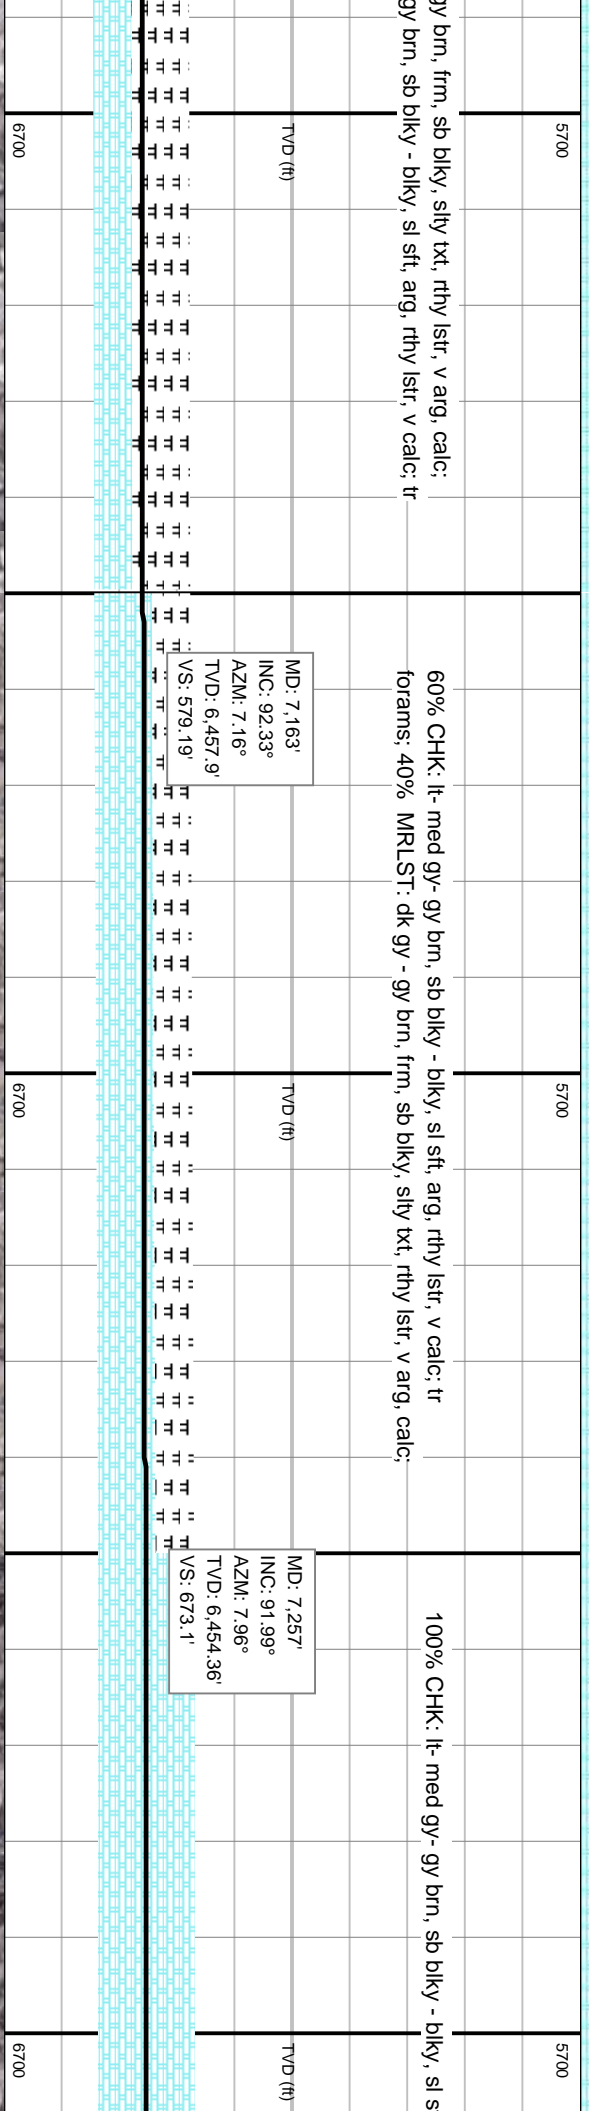 gy brn, frm, sb blky, slty txt, rthy lstr, v arg, calc;
gy brn, sb blky - blky, sl sft, arg, rthy lstr, v calc; tr
5700
TVD (ft)
6700
60% CHK: lt- med gy- gy brn, sb blky - blky, sl sft, arg, rthy lstr, v calc; tr
forams; 40% MRLST: dk gy - gy brn, frm, sb blky, slty txt, rthy lstr, v arg, calc;
MD: 7,163'
INC: 92.33°
AZM: 7.16°
TVD: 6,457.9'
VS: 579.19'
5700
TVD (ft)
6700
100% CHK: lt- med gy- gy brn, sb blky - blky, sl s
MD: 7,257'
INC: 91.99°
AZM: 7.96°
TVD: 6,454.36'
VS: 673.1'
5700
TVD (ft)
6700